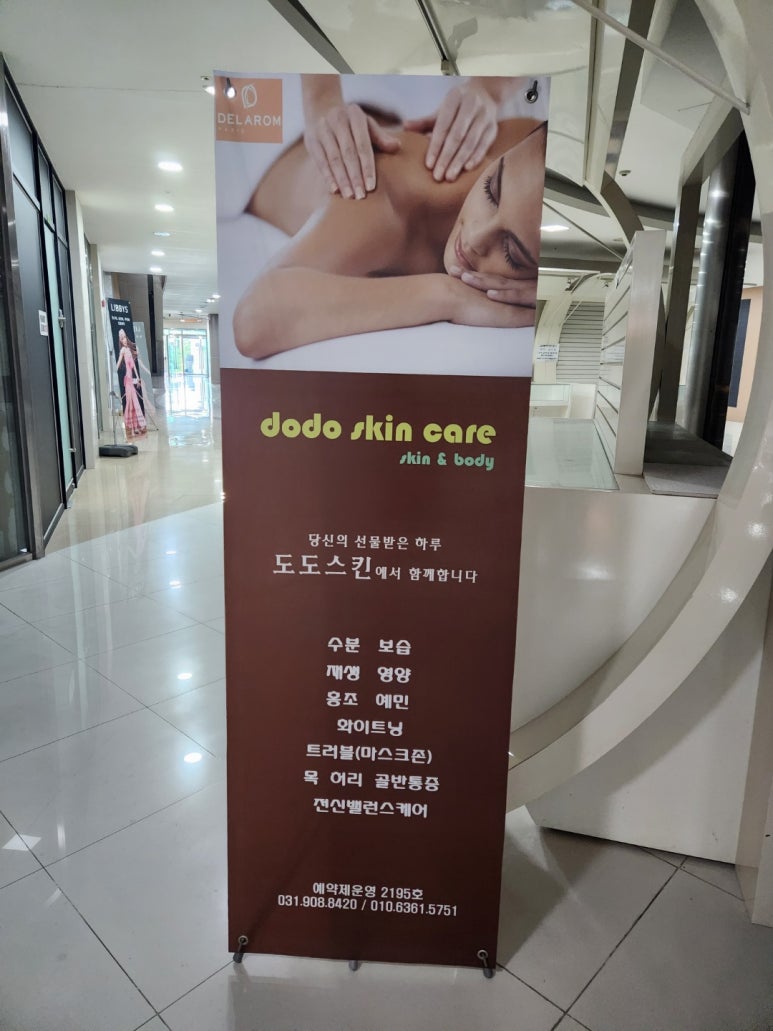 DELAROM
PARIS
dodo skin care
skin & body
당신의 선물받은 하루
도도스킨에서 함께합니다
수분 보습
재생 영양
홍조 예민
화이트닝
트러블(마스크존)
목 허리 골반통증
전신밸런스케어
예약제운영 2195호
031.908.8420 / 010.6361.5751
LIBBYS